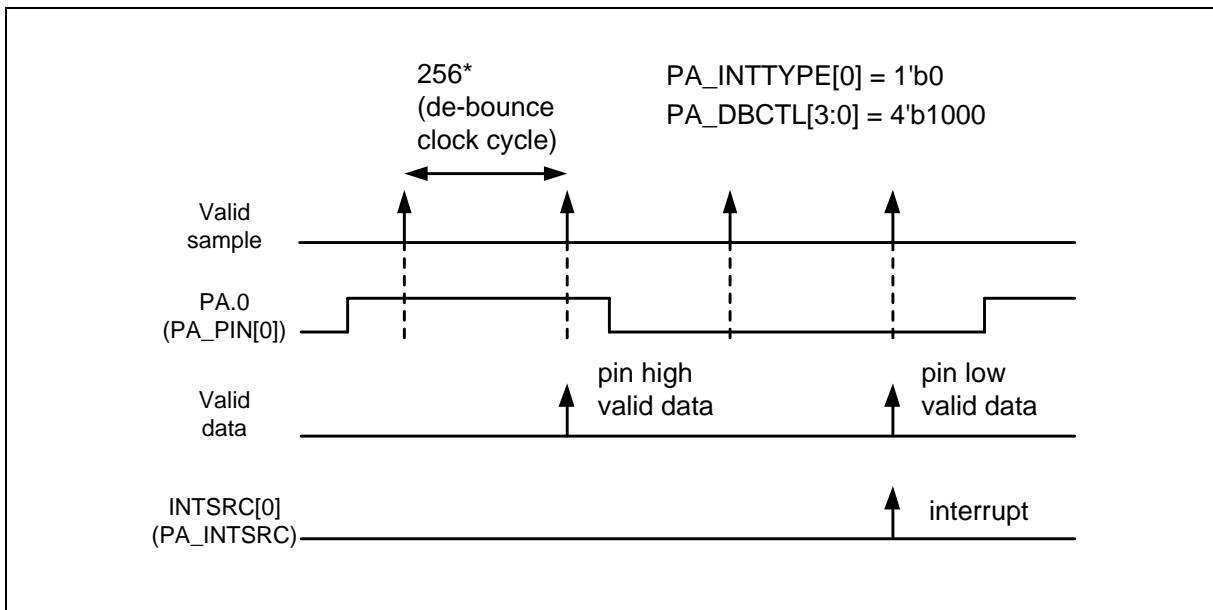 256*
(de-bounce
clock cycle)
PA_INTTYPE[0] = 1'b0
PA_DBCTL[3:0] = 4'b1000
Valid
sample
PA.0
(PA_PIN[0])
pin high
valid data
pin low
valid data
Valid
data
INTSRC[0]
(PA_INTSRC)
interrupt